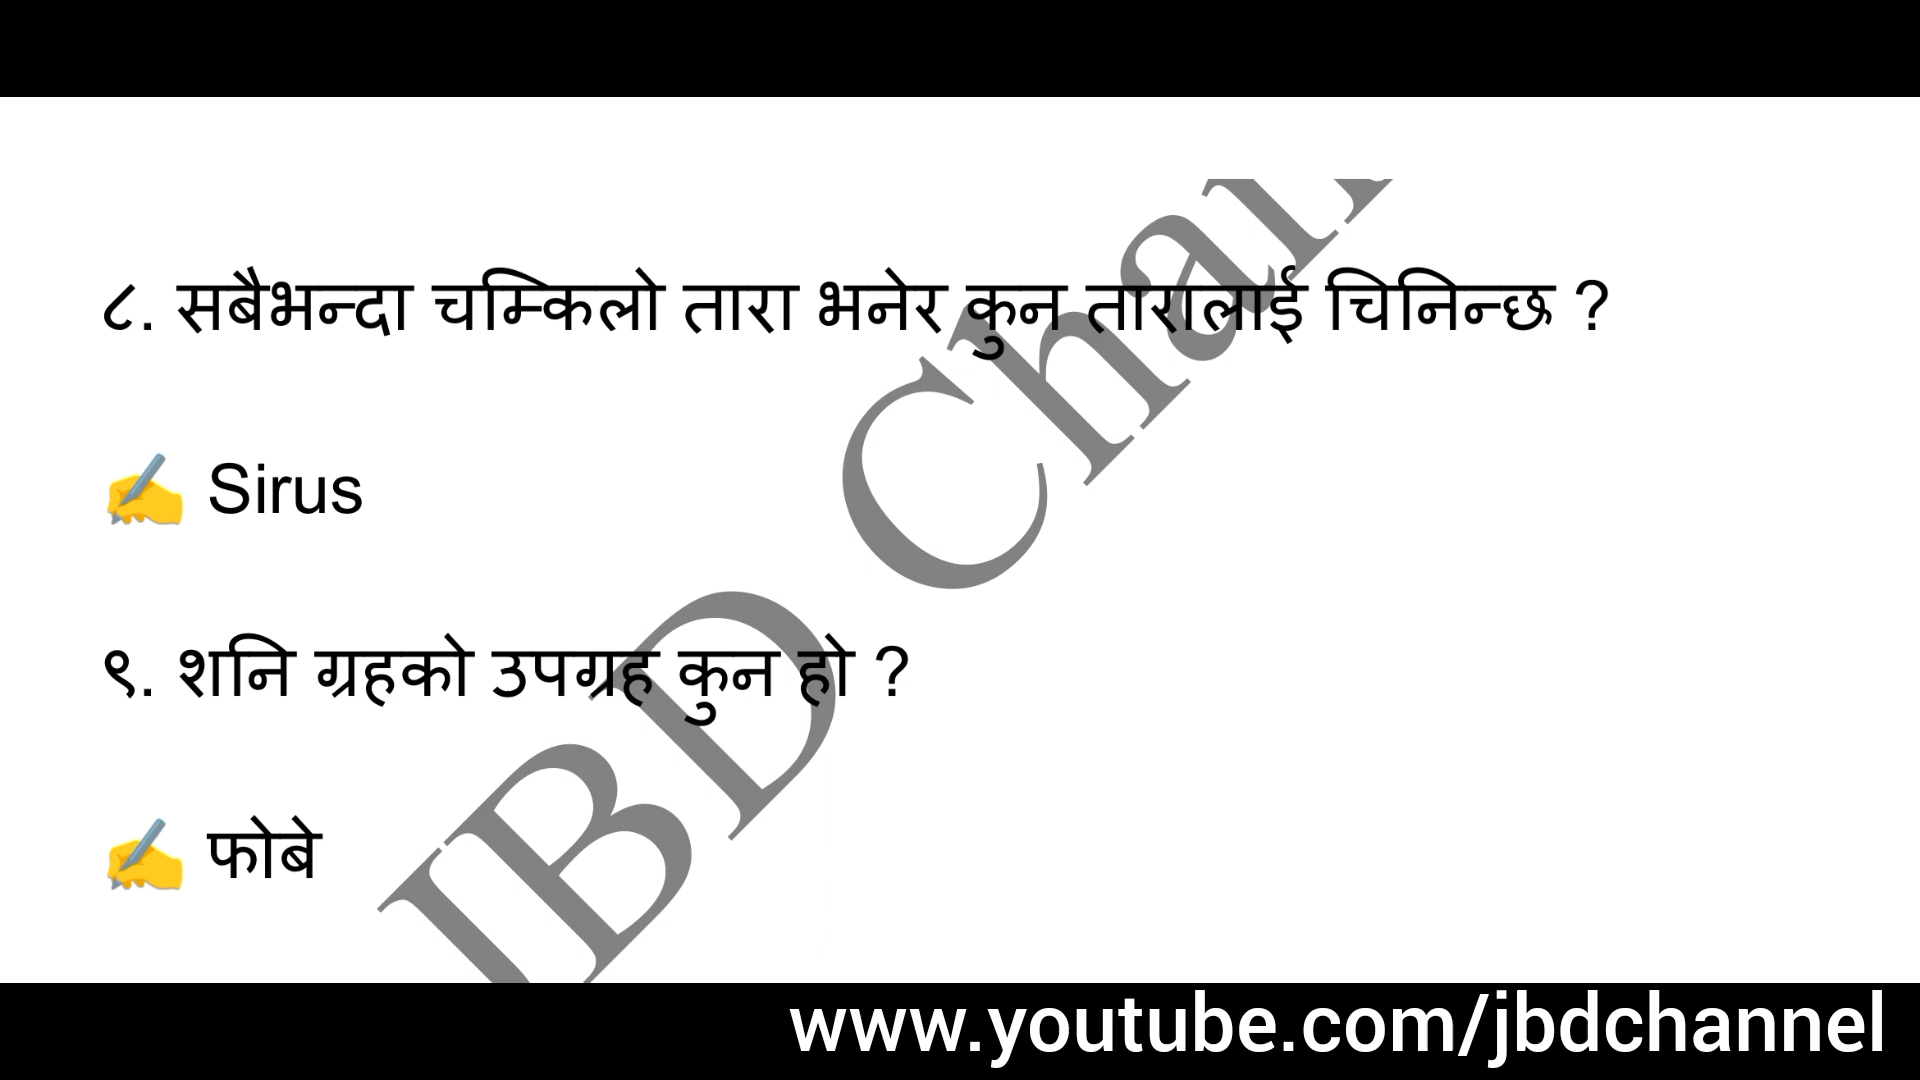 ८. सबैभन्दा चम्किलो तारा भनेर कुन तारालाई चिनिन्छ ?
✍️ Sirus
९. शनि ग्रहको उपग्रह कुन हो ?
✍️ फोबे
JBD Chan
www.youtube.com/jbdchannel